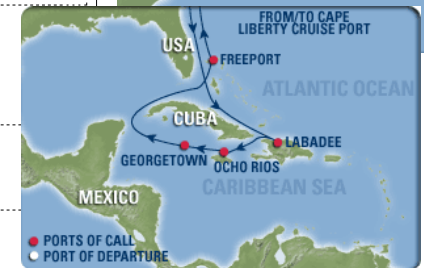 FROM/TO CAPE
LIBERTY CRUISE PORT
USA
FREEPORT
ATLANTIC OCEAN
CUBA
LABADEE
GEORGETOWN
OCHO RIOS
CARIBBEAN SEA
MEXICO
PORTS OF CALL
PORT OF DEPARTURE